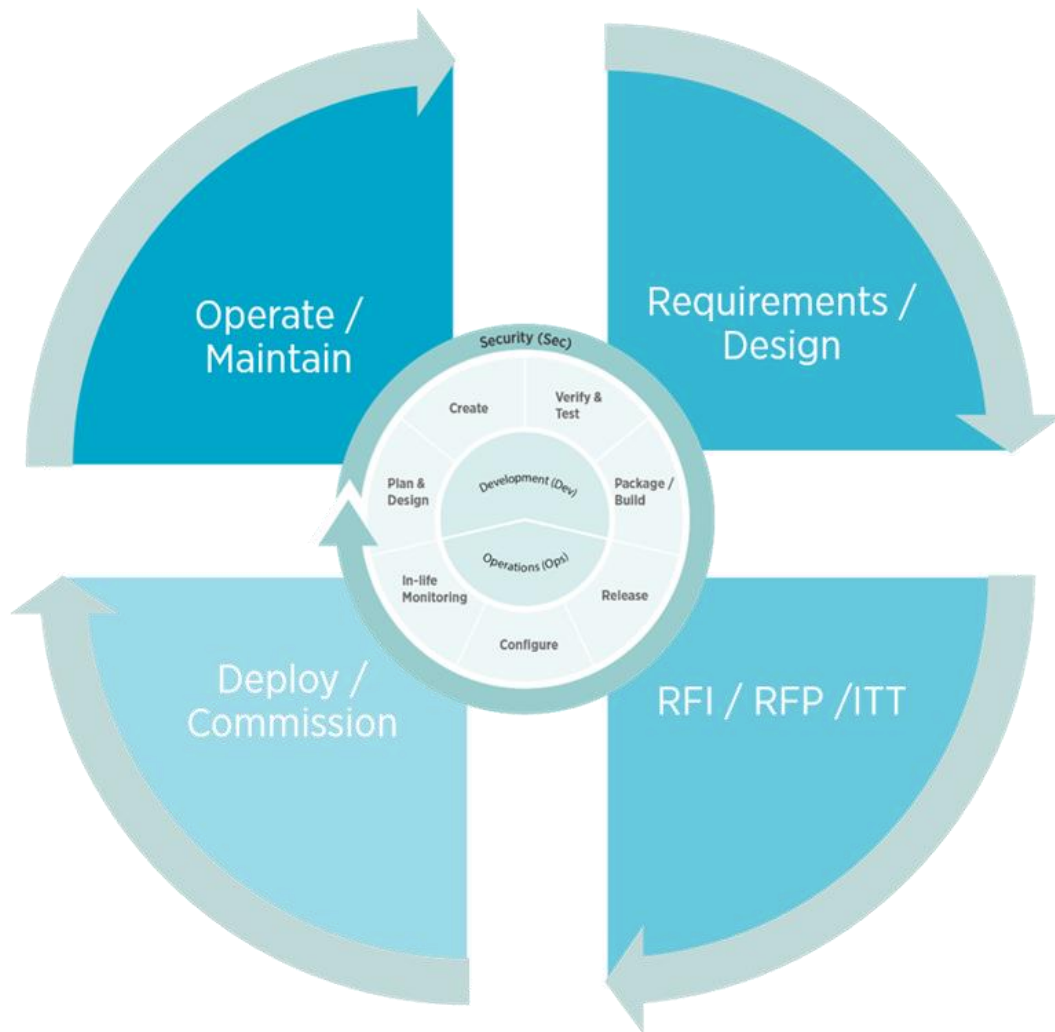 Operate /
Maintain
Requirements /
Design
Security (Sec)
Create
Verify &
Test
Plan &
Design
Development (Dev)
Package /
Build
Operations (Ops)
In-life
Monitoring
Release
Configure
Deploy /
Commission
RFI / RFP /ITT